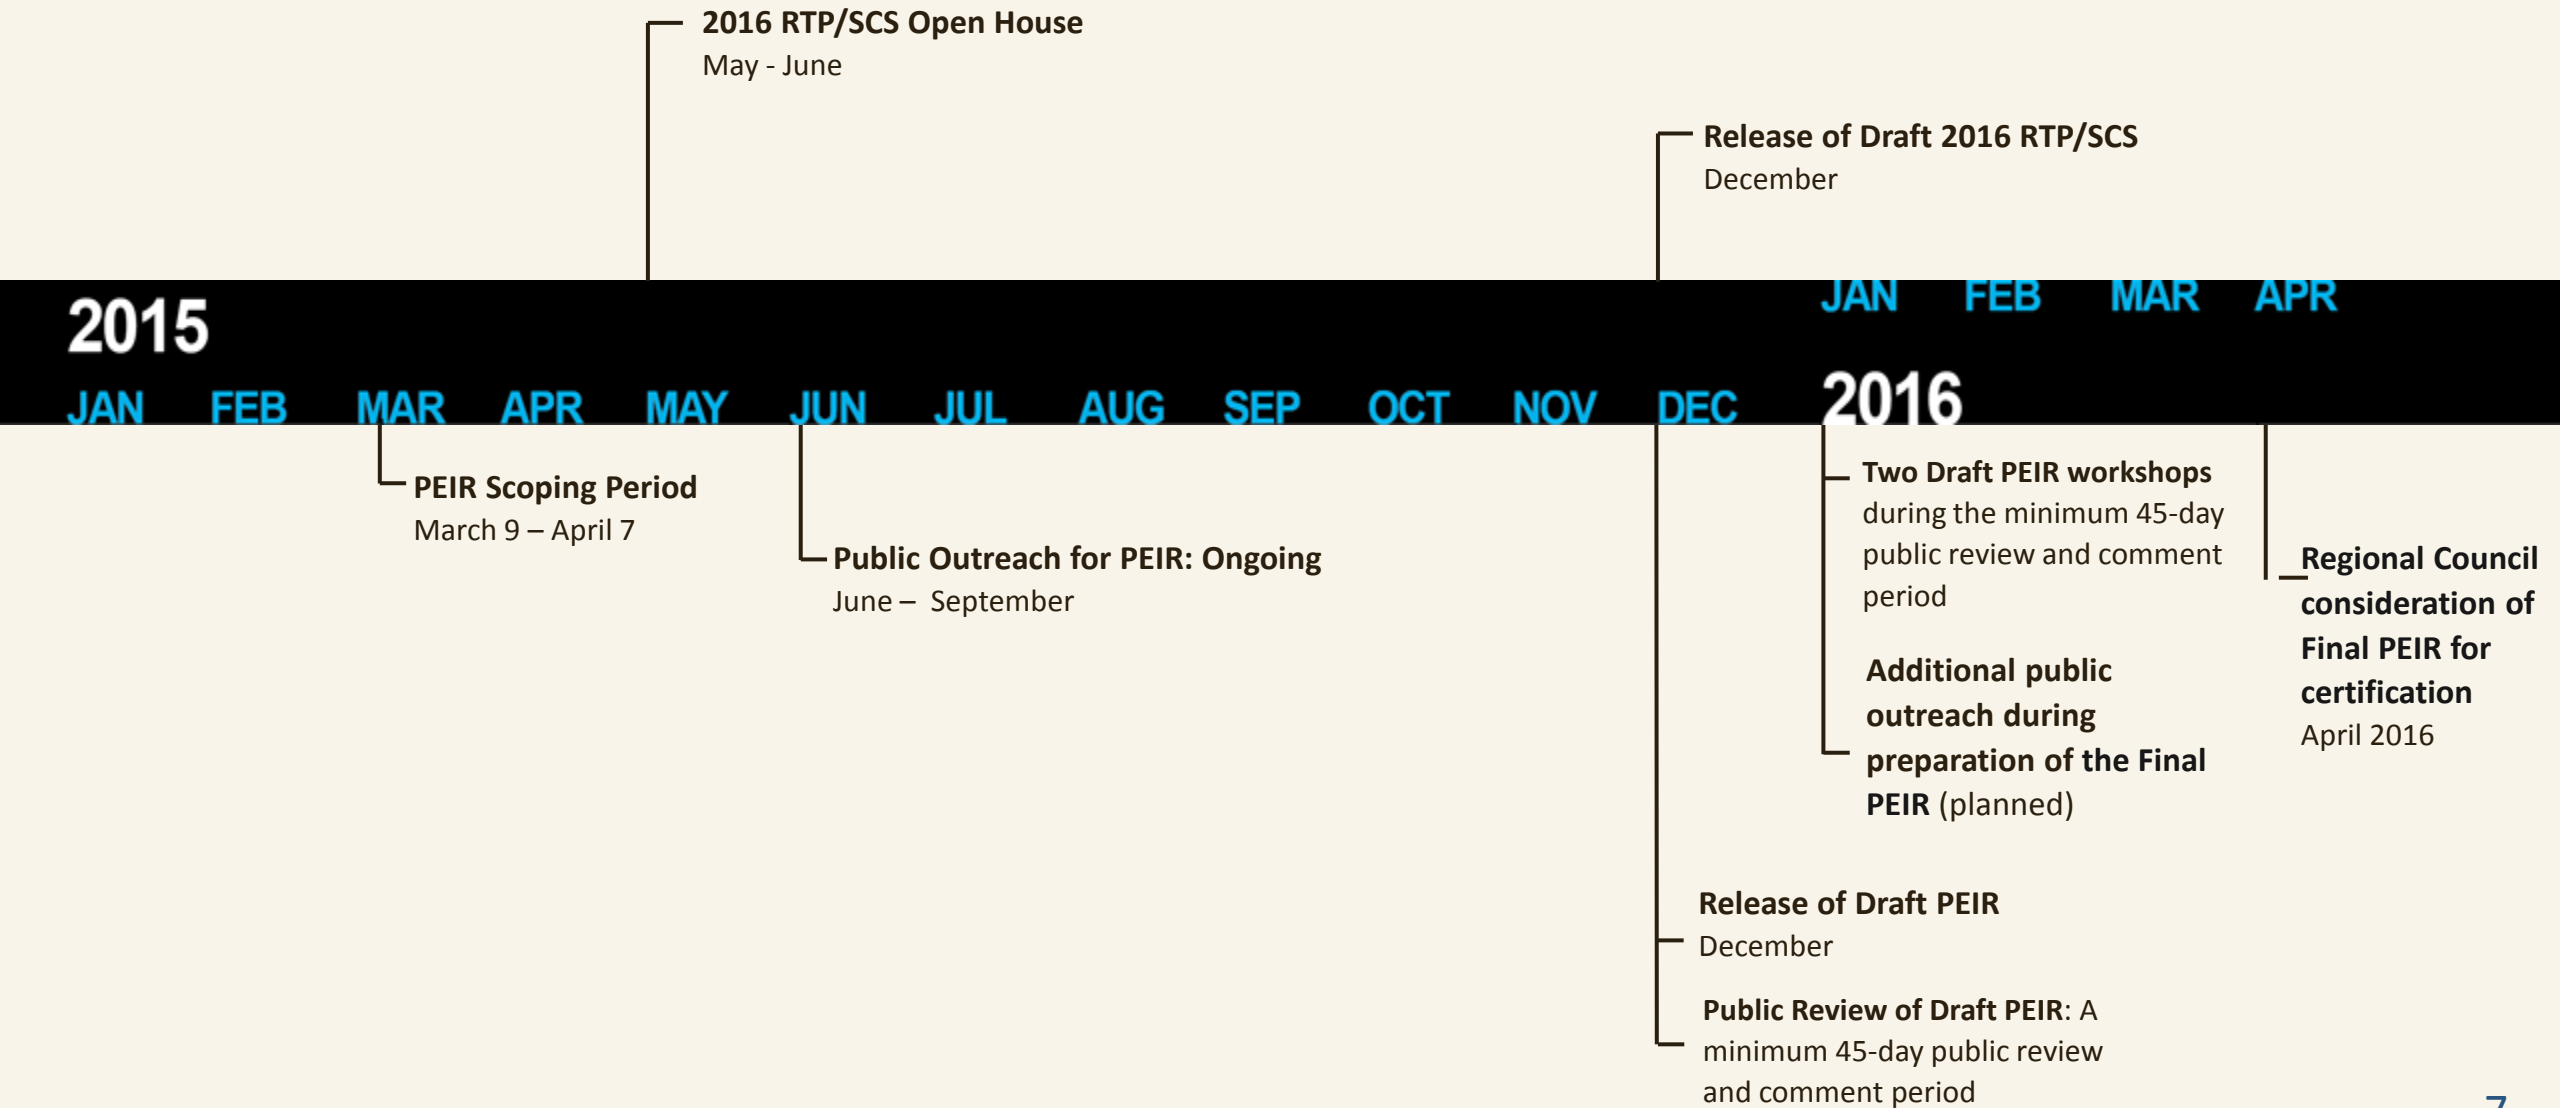 2016 RTP/SCS Open House
May - June
Release of Draft 2016 RTP/SCS
December
2015
JAN FEB MAR APR MAY JUN JUL AUG SEP OCT NOV DEC
JAN FEB MAR APR
2016
PEIR Scoping Period
March 9 – April 7
Public Outreach for PEIR: Ongoing
June – September
Two Draft PEIR workshops
during the minimum 45-day
public review and comment
period
Additional public
outreach during
preparation of the Final
PEIR (planned)
Regional Council
consideration of
Final PEIR for
certification
April 2016
Release of Draft PEIR
December
Public Review of Draft PEIR: A
minimum 45-day public review
and comment period